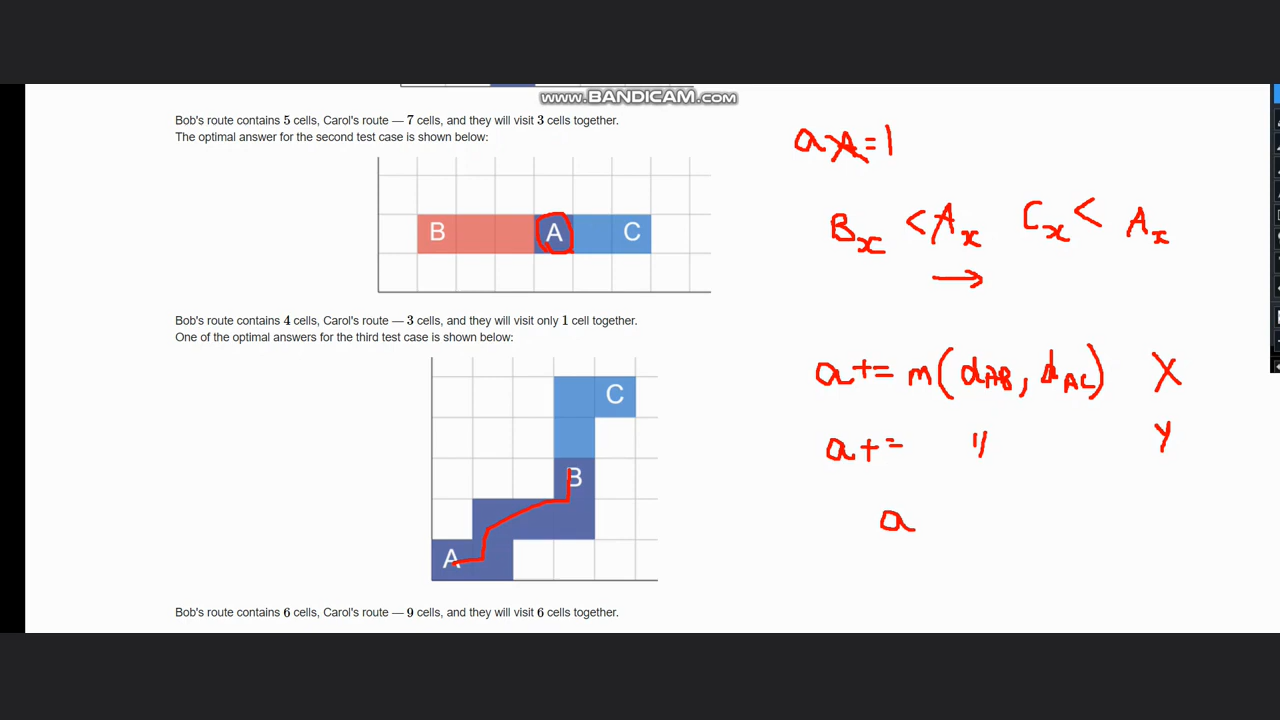 www.BANDICAM.com
Bob's route contains 5 cells, Carol's route — 7 cells, and they will visit 3 cells together.
The optimal answer for the second test case is shown below:
B A C
Bob's route contains 4 cells, Carol's route — 3 cells, and they will visit only 1 cell together.
One of the optimal answers for the third test case is shown below:
C
B
A
Bob's route contains 6 cells, Carol's route — 9 cells, and they will visit 6 cells together.
a = 1
Bx < Ax Cx < Ax
→
a += m(dAB, dAC) X
a += " Y
a